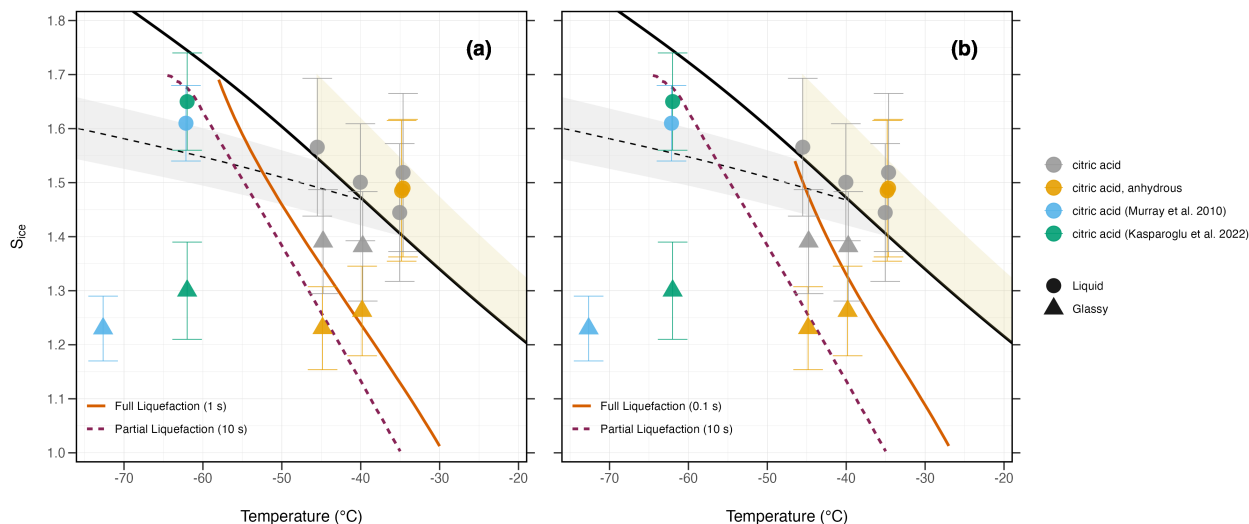 (a)
(b)
1.8
1.7
1.6
1.5
1.4
1.3
1.2
1.1
1.0
S_ice
-70
-60
-50
-40
-30
-20
-70
-60
-50
-40
-30
-20
Temperature (°C)
Temperature (°C)
Full Liquefaction (1 s)
Partial Liquefaction (10 s)
Full Liquefaction (0.1 s)
Partial Liquefaction (10 s)
citric acid
citric acid, anhydrous
citric acid (Murray et al. 2010)
citric acid (Kasparoglu et al. 2022)
Liquid
Glassy